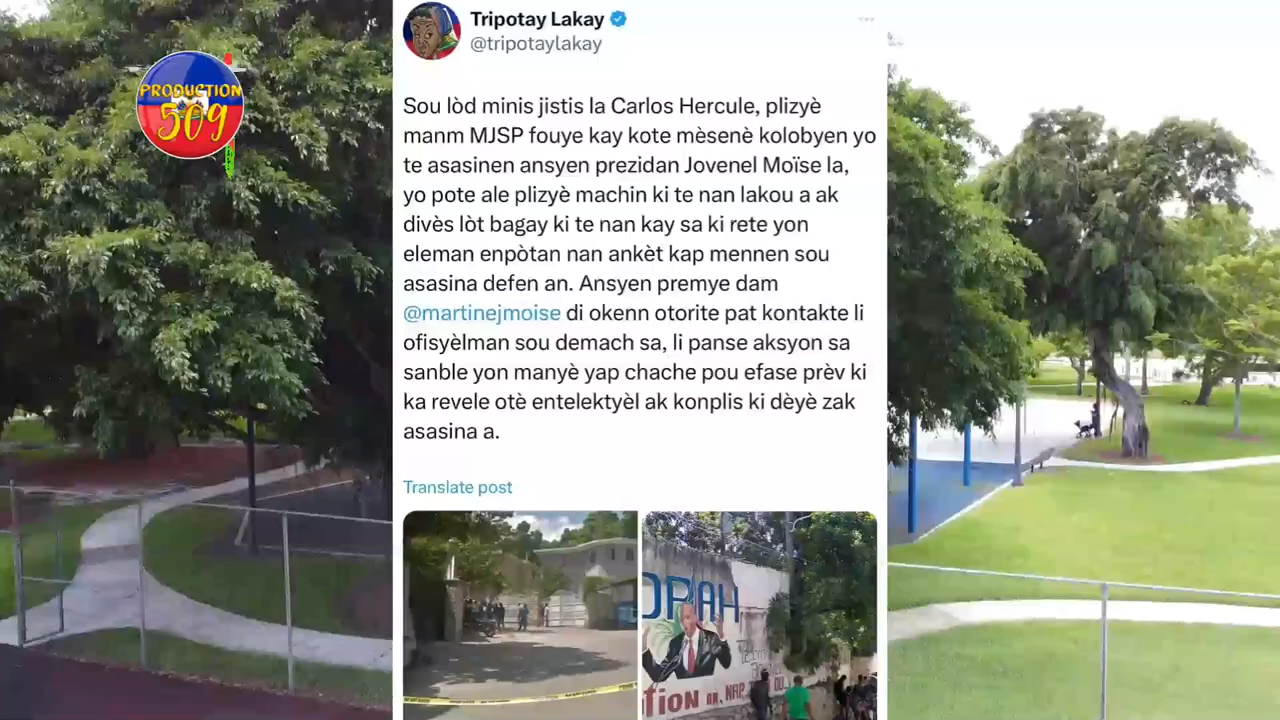 PRODUCTION
509
Tripotay Lakay
@tripotaylakay
Sou lòd minis jistis la Carlos Hercule, plizyè
manm MJSP fouye kay kote mèsenè kolobyen yo
te asasinen ansyen prezidan Jovenel Moïse la,
yo pote ale plizyè machin ki te nan lakou a ak
divès lòt bagay ki te nan kay sa ki rete yon
eleman enpòtan nan ankèt kap mennen sou
asasina defen an. Ansyen premye dam
@martinejmoise di okenn otorite pat kontakte li
ofisyèlman sou demach sa, li panse aksyon sa
sanble yon manyè yap chache pou efase prèv ki
ka revele otè entelektyèl ak konplis ki dèyè zak
asasina a.
Translate post